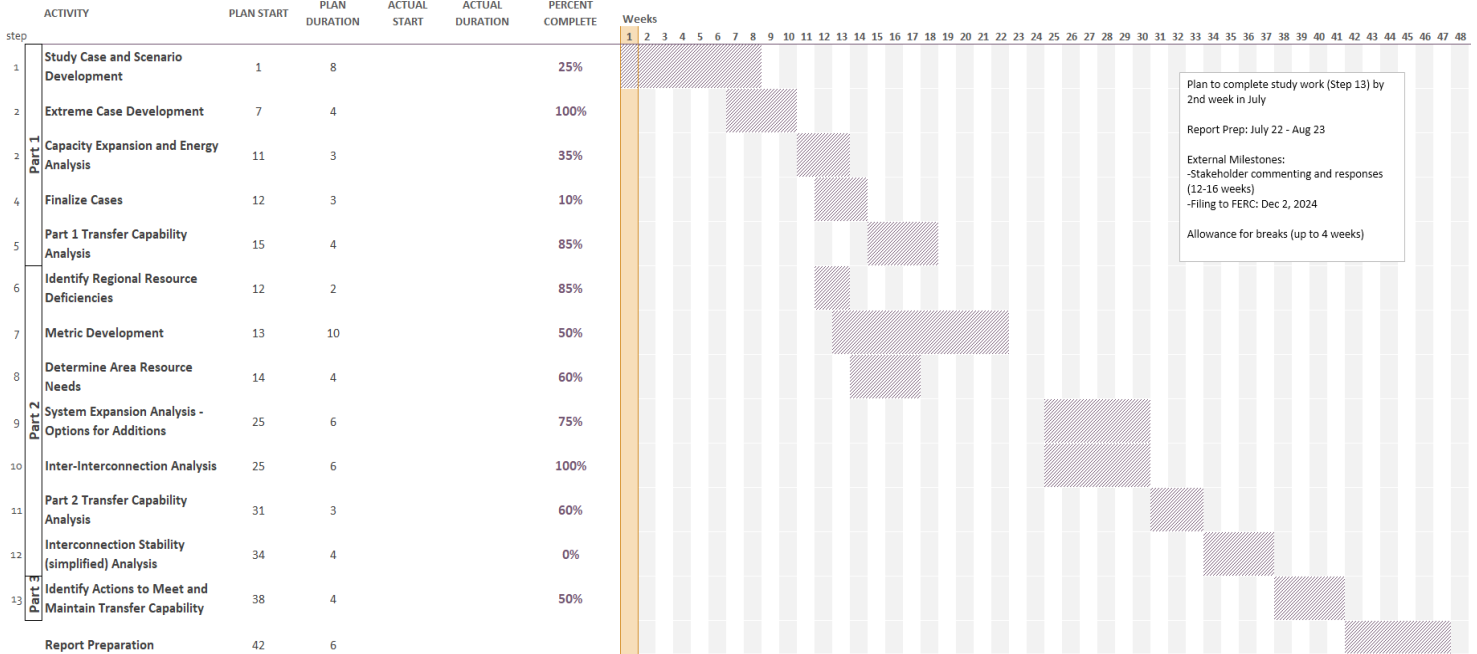 ACTIVITY PLAN START PLAN DURATION ACTUAL START ACTUAL DURATION PERCENT COMPLETE Weeks
step 1 2 3 4 5 6 7 8 9 10 11 12 13 14 15 16 17 18 19 20 21 22 23 24 25 26 27 28 29 30 31 32 33 34 35 36 37 38 39 40 41 42 43 44 45 46 47 48
Part 1
1 Study Case and Scenario Development 1 8 25%
2 Extreme Case Development 7 4 100%
2 Capacity Expansion and Energy Analysis 11 3 35%
4 Finalize Cases 12 3 10%
5 Part 1 Transfer Capability Analysis 15 4 85%
Part 2
6 Identify Regional Resource Deficiencies 12 2 85%
7 Metric Development 13 10 50%
8 Determine Area Resource Needs 14 4 60%
9 System Expansion Analysis - Options for Additions 25 6 75%
10 Inter-Interconnection Analysis 25 6 100%
11 Part 2 Transfer Capability Analysis 31 3 60%
12 Interconnection Stability (simplified) Analysis 34 4 0%
Part 3
13 Identify Actions to Meet and Maintain Transfer Capability 38 4 50%
Report Preparation 42 6
Plan to complete study work (Step 13) by
2nd week in July
Report Prep: July 22 - Aug 23
External Milestones:
-Stakeholder commenting and responses
(12-16 weeks)
-Filing to FERC: Dec 2, 2024
Allowance for breaks (up to 4 weeks)